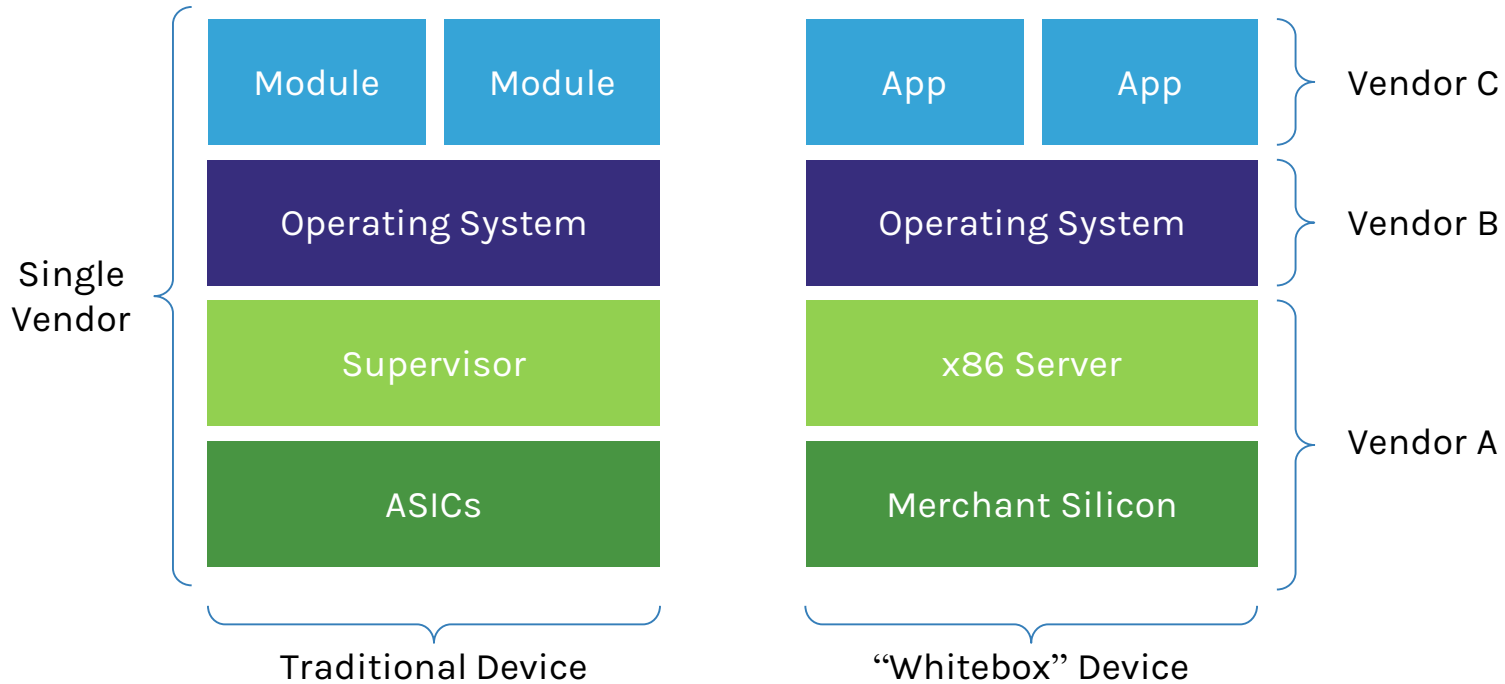 Module
Module
App
App
Vendor C
Operating System
Operating System
Vendor B
Single
Vendor
Supervisor
x86 Server
Vendor A
ASICs
Merchant Silicon
Traditional Device
“Whitebox” Device